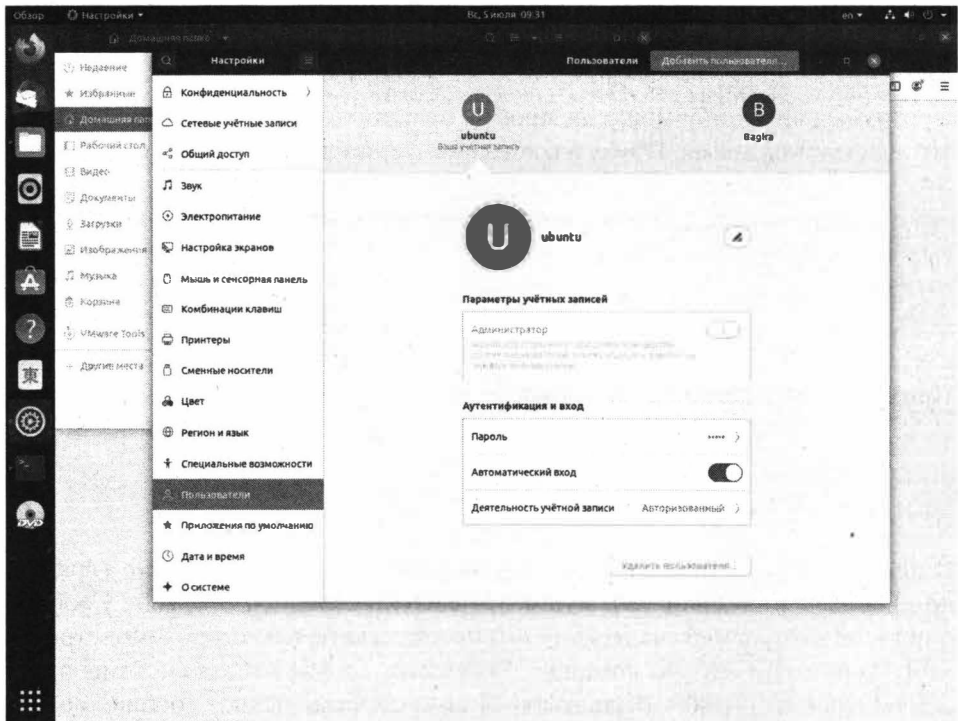 Обзор
Настройки
Вс, 5 июля 09:31
en
Домашняя папка
Недавние
Избранные
Домашняя пап
Рабочий стол
Видео
Документы
Загрузки
Изображения
Музыка
Корзина
VMware Tools
Другие места
Настройки
Конфиденциальность
Сетевые учётные записи
Общий доступ
Звук
Электропитание
Настройка экранов
Мышь и сенсорная панель
Комбинации клавиш
Принтеры
Сменные носители
Цвет
Регион и язык
Специальные возможности
Пользователи
Приложения по умолчанию
Дата и время
О системе
Пользователи
Добавить пользователя...
U
ubuntu
Ваша учётная запись
B
Bagira
U
ubuntu
Параметры учётных записей
Администратор
Аутентификация и вход
Пароль
Автоматический вход
Деятельность учётной записи
Авторизованный
Удалить пользователя...
東
DVD